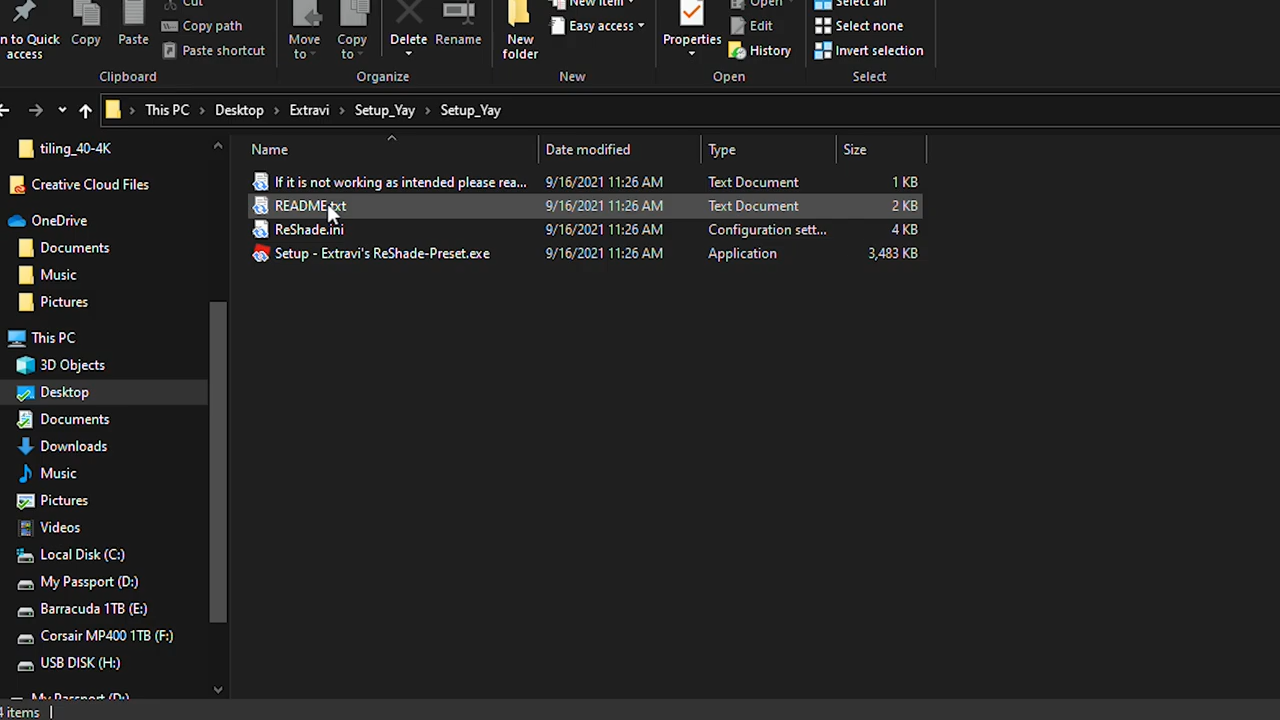 Cut
New item
Open
Select all
n to Quick access
Copy
Paste
Copy path
Paste shortcut
Move to
Copy to
Delete
Rename
New folder
Easy access
Properties
Edit
History
Select none
Invert selection
Clipboard
Organize
New
Open
Select
This PC > Desktop > Extravi > Setup_Yay > Setup_Yay
tiling_40-4K
Creative Cloud Files
OneDrive
Documents
Music
Pictures
This PC
3D Objects
Desktop
Documents
Downloads
Music
Pictures
Videos
Local Disk (C:)
My Passport (D:)
Barracuda 1TB (E:)
Corsair MP400 1TB (F:)
USB DISK (H:)
My Passport (D:)
Name Date modified Type Size
If it is not working as intended please rea... 9/16/2021 11:26 AM Text Document 1 KB
README.txt 9/16/2021 11:26 AM Text Document 2 KB
ReShade.ini 9/16/2021 11:26 AM Configuration sett... 4 KB
Setup - Extravi's ReShade-Preset.exe 9/16/2021 11:26 AM Application 3,483 KB
4 items